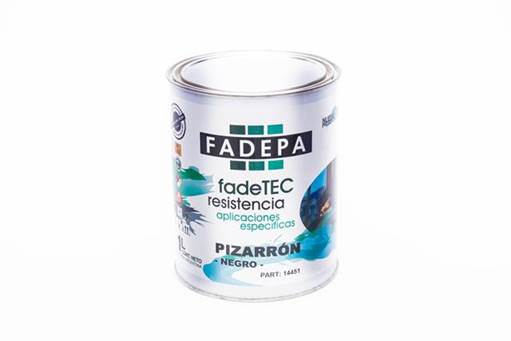 FADEPA
fadeTEC
resistencia
aplicaciones
específicas
PIZARRÓN
- NEGRO -
PART: 14451
1L